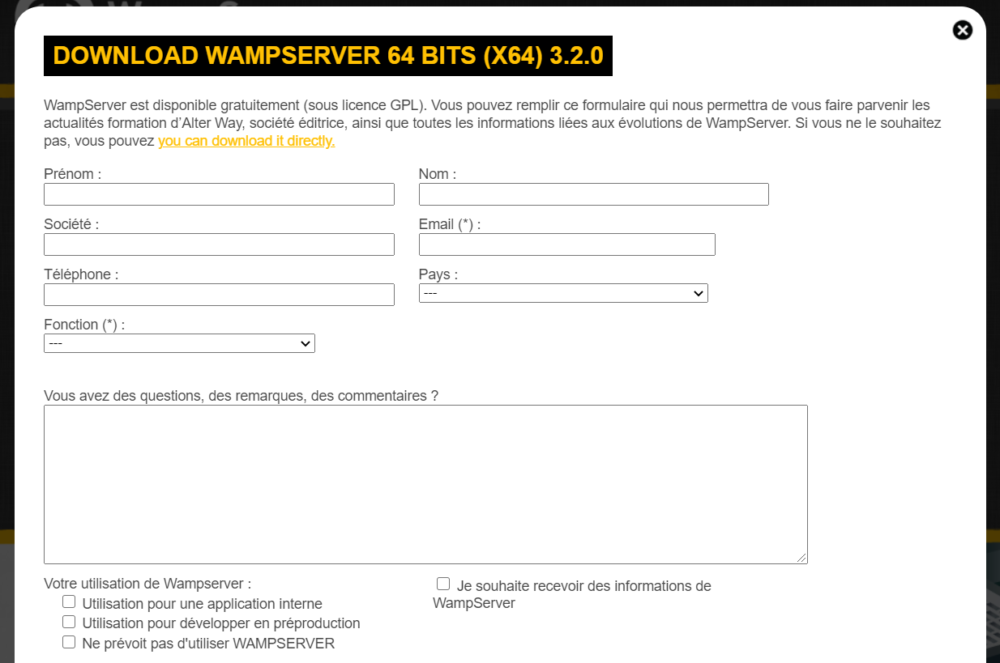 DOWNLOAD WAMPSERVER 64 BITS (X64) 3.2.0
WampServer est disponible gratuitement (sous licence GPL). Vous pouvez remplir ce formulaire qui nous permettra de vous faire parvenir les
actualités formation d’Alter Way, société éditrice, ainsi que toutes les informations liées aux évolutions de WampServer. Si vous ne le souhaitez
pas, vous pouvez you can download it directly.
Prénom : Nom :
Société : Email (*) :
Téléphone : Pays :
---
Fonction (*) :
---
Vous avez des questions, des remarques, des commentaires ?
Votre utilisation de Wampserver :
Utilisation pour une application interne
Utilisation pour développer en préproduction
Ne prévoit pas d'utiliser WAMPSERVER
Je souhaite recevoir des informations de
WampServer